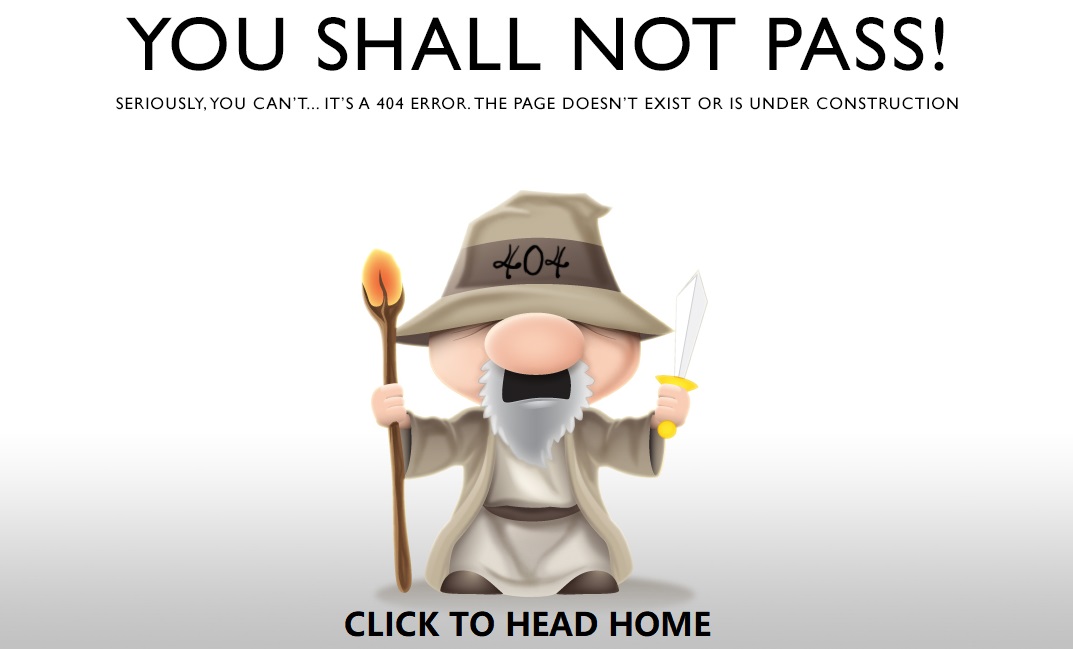 YOU SHALL NOT PASS!
SERIOUSLY, YOU CAN'T... IT'S A 404 ERROR. THE PAGE DOESN'T EXIST OR IS UNDER CONSTRUCTION
404
CLICK TO HEAD HOME